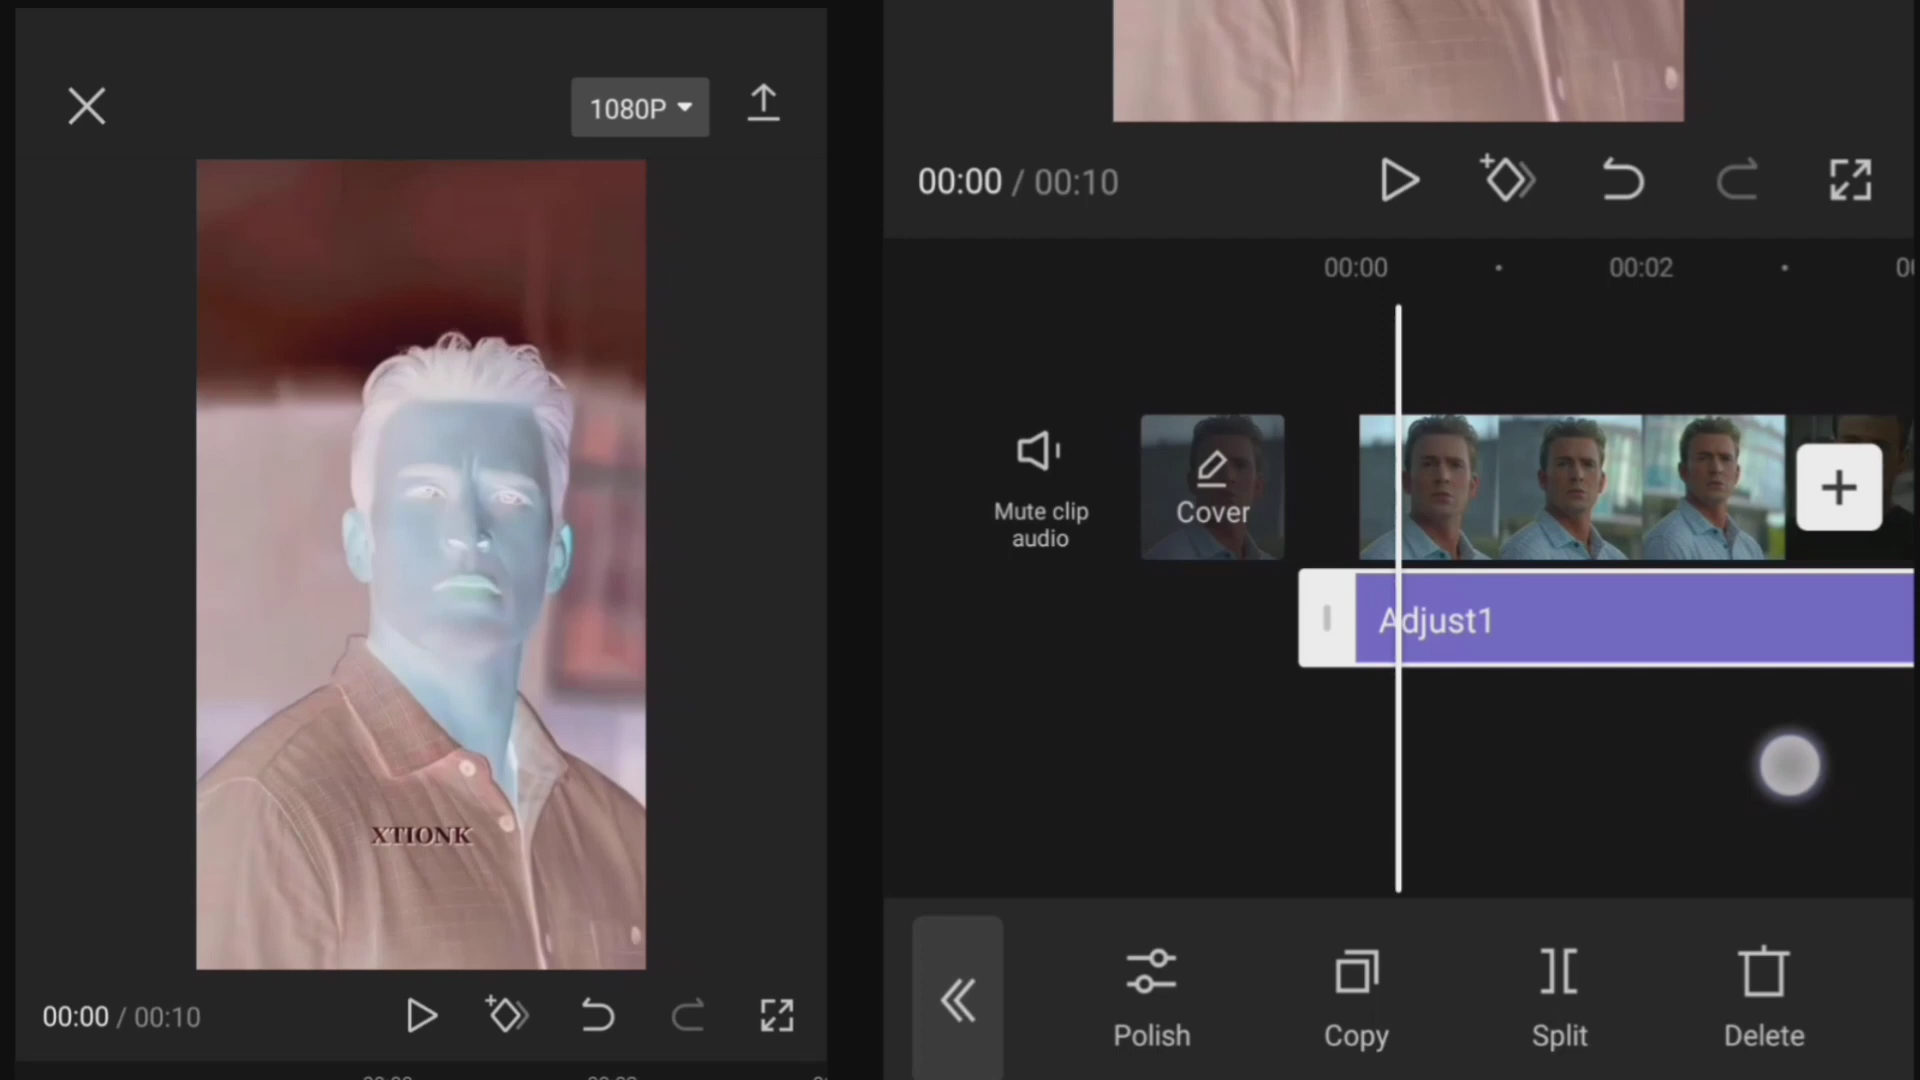 1080P
XTIONK
00:00 / 00:10
00:00 / 00:10
00:00
00:02
Mute clip
audio
Cover
Adjust1
Polish
Copy
Split
Delete